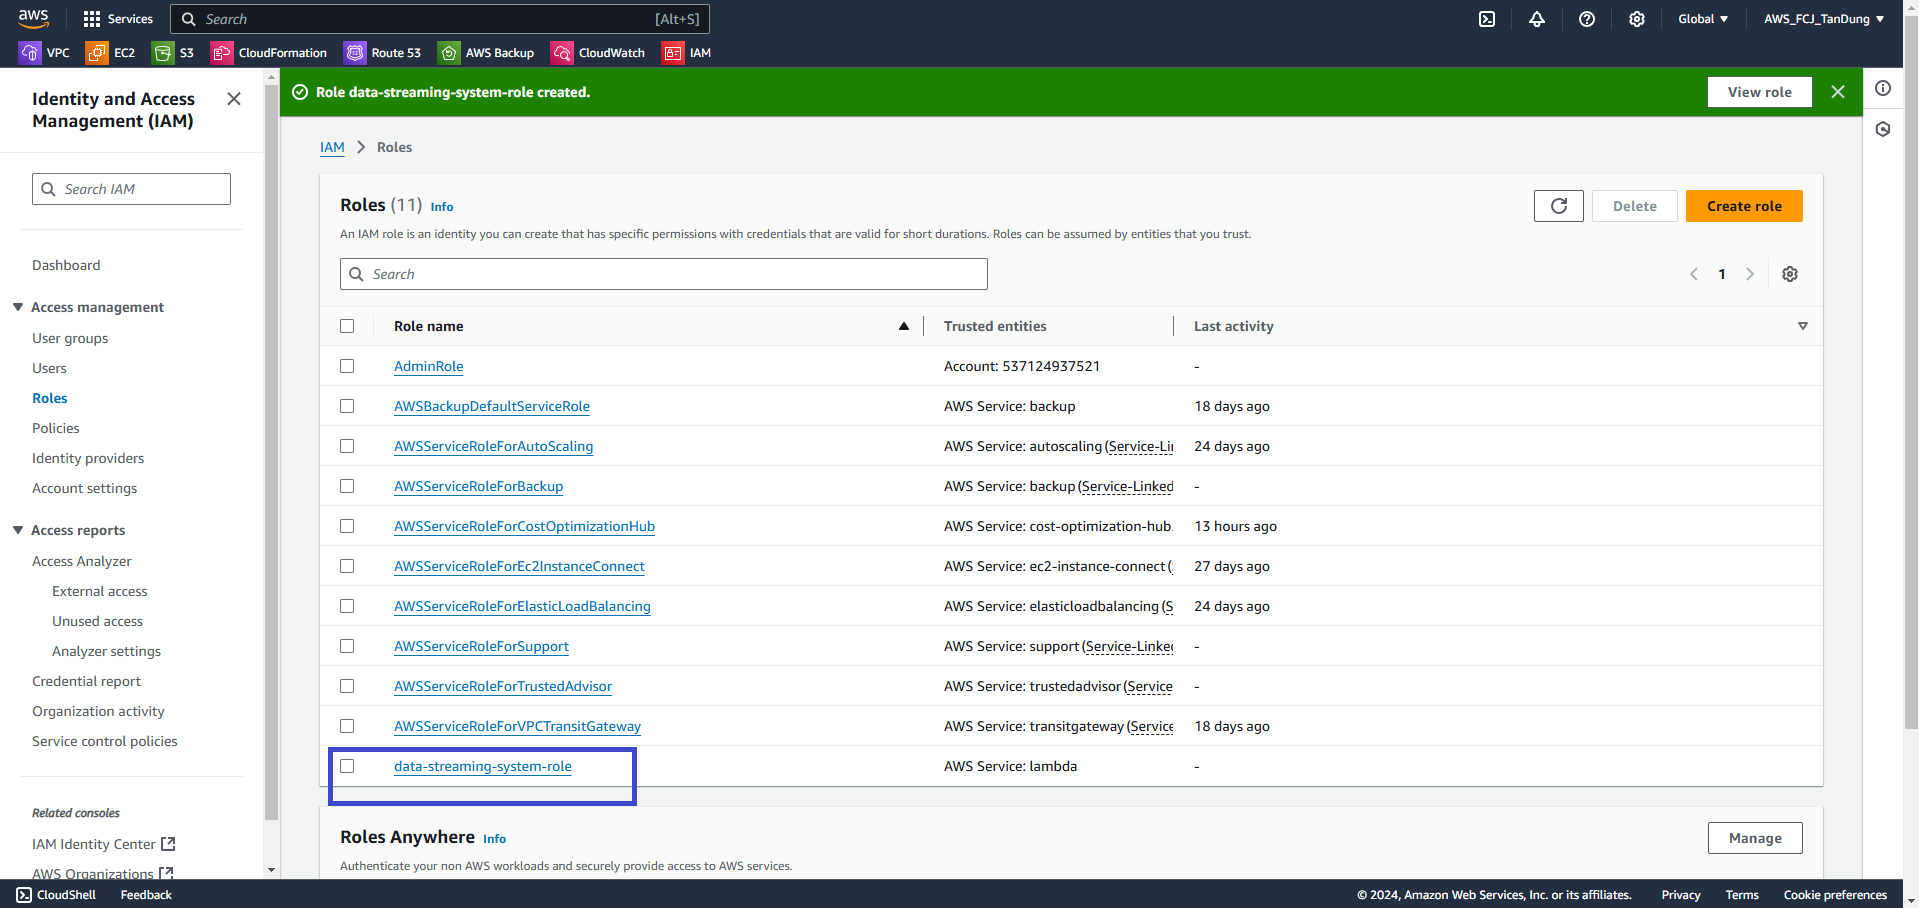 aws Services Search [Alt+S] Global AWS_FCJ_TanDung
VPC EC2 S3 CloudFormation Route 53 AWS Backup CloudWatch IAM
Identity and Access
Management (IAM)
Search IAM
Dashboard
Access management
User groups
Users
Roles
Policies
Identity providers
Account settings
Access reports
Access Analyzer
External access
Unused access
Analyzer settings
Credential report
Organization activity
Service control policies
Related consoles
IAM Identity Center
AWS Organizations
Role data-streaming-system-role created. View role
IAM Roles
Roles (11) Info Delete Create role
An IAM role is an identity you can create that has specific permissions with credentials that are valid for short durations. Roles can be assumed by entities that you trust.
Search 1
Role name Trusted entities Last activity
AdminRole Account: 537124937521 -
AWSBackupDefaultServiceRole AWS Service: backup 18 days ago
AWSServiceRoleForAutoScaling AWS Service: autoscaling (Service-Li 24 days ago
AWSServiceRoleForBackup AWS Service: backup (Service-Linked -
AWSServiceRoleForCostOptimizationHub AWS Service: cost-optimization-hub. 13 hours ago
AWSServiceRoleForEc2InstanceConnect AWS Service: ec2-instance-connect ( 27 days ago
AWSServiceRoleForElasticLoadBalancing AWS Service: elasticloadbalancing (S 24 days ago
AWSServiceRoleForSupport AWS Service: support (Service-Linke -
AWSServiceRoleForTrustedAdvisor AWS Service: trustedadvisor (Service -
AWSServiceRoleForVPCTransitGateway AWS Service: transitgateway (Service 18 days ago
data-streaming-system-role AWS Service: lambda -
Roles Anywhere Info Manage
Authenticate your non AWS workloads and securely provide access to AWS services.
CloudShell Feedback © 2024, Amazon Web Services, Inc. or its affiliates. Privacy Terms Cookie preferences